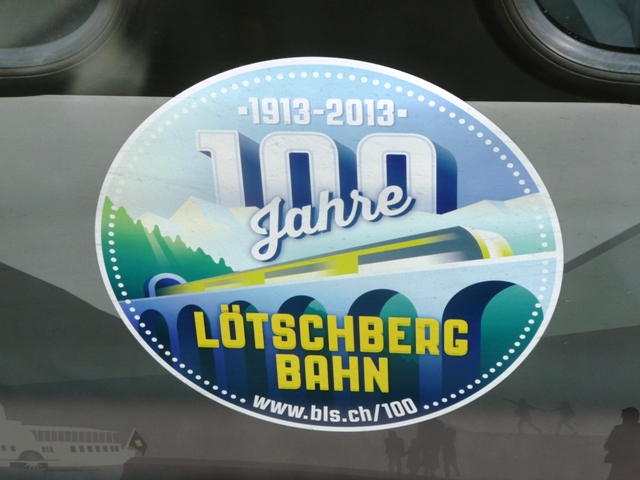 ·1913-2013·
100
Jahre
LÖTSCHBERG
BAHN
www.bls.ch/100